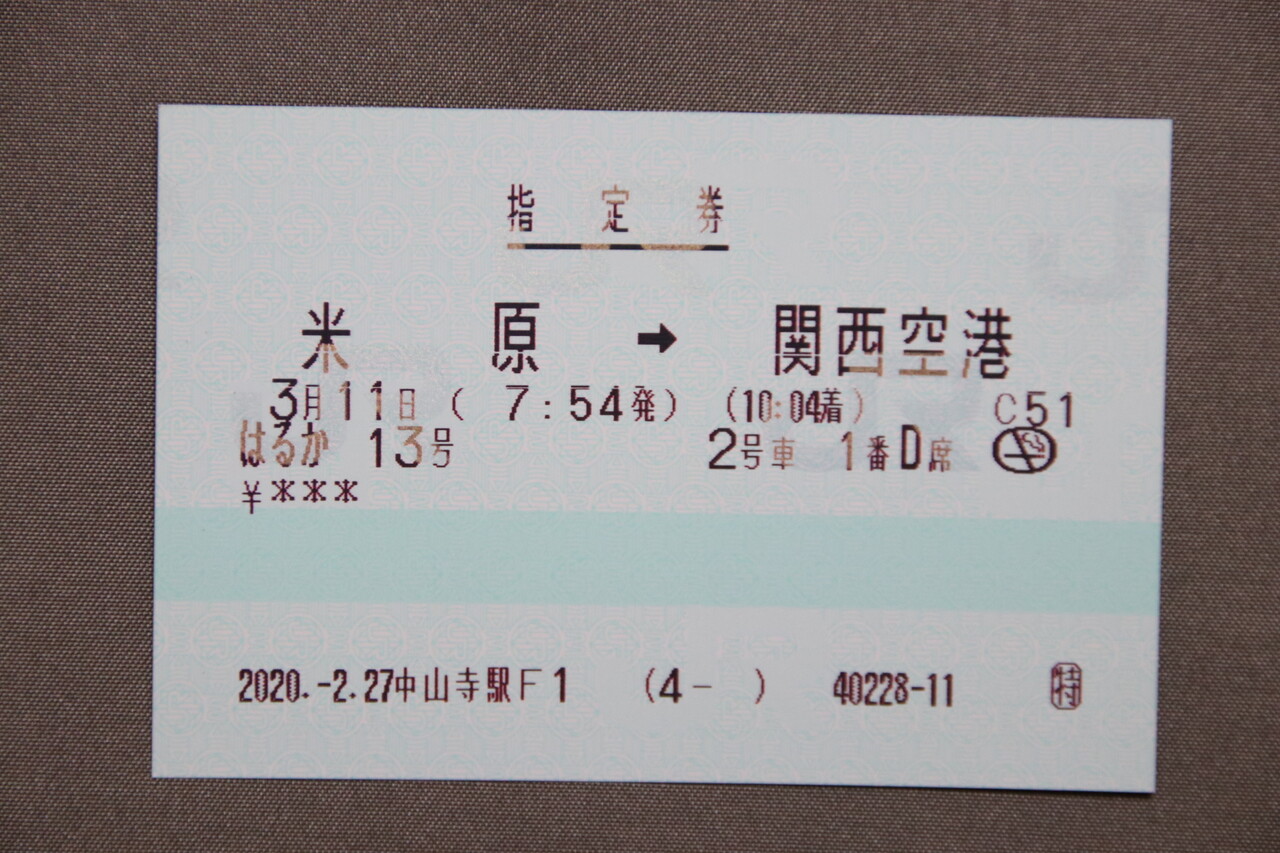 指定券
米原→関西空港
3月11日( 7:54発) (10:04着) C51
はるか 13号 2号車 1番D席
¥***
2020.-2.27中山寺駅F1 (4- ) 40228-11 特